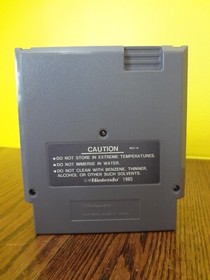 CAUTION
• DO NOT STORE IN EXTREME TEMPERATURES.
• DO NOT IMMERSE IN WATER.
• DO NOT CLEAN WITH BENZENE, THINNER,
ALCOHOL OR OTHER SUCH SOLVENTS.
© Nintendo 1985